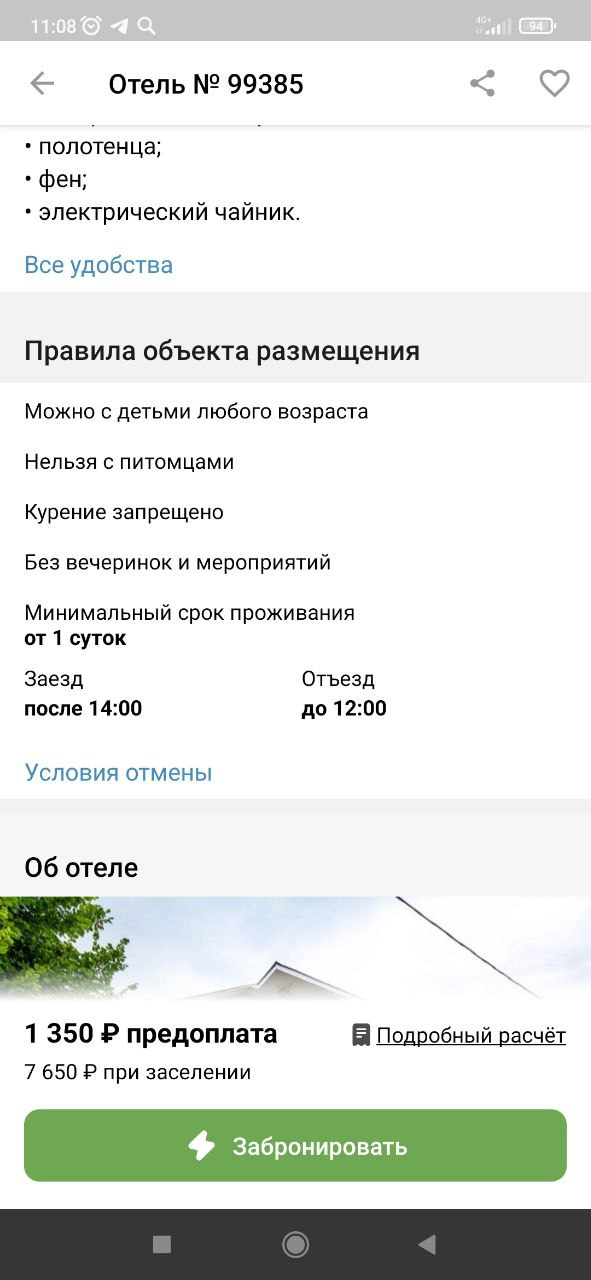 11:08
4G+
94
Отель № 99385
• полотенца;
• фен;
• электрический чайник.
Все удобства
Правила объекта размещения
Можно с детьми любого возраста
Нельзя с питомцами
Курение запрещено
Без вечеринок и мероприятий
Минимальный срок проживания
от 1 суток
Заезд
Отъезд
после 14:00
до 12:00
Условия отмены
Об отеле
1 350 ₽ предоплата
Подробный расчёт
7 650 ₽ при заселении
Забронировать